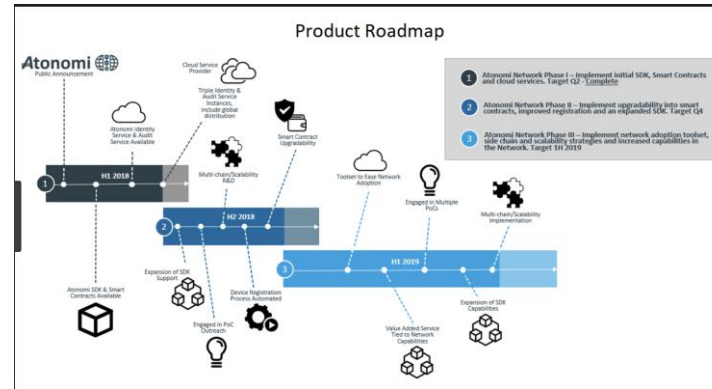 Product Roadmap
Atonomi
Public Announcement
Cloud Service
Provider
Triple Identity &
Audit Service
Instances,
include global
distribution
Atonomi Identity
Service & Audit
Service Available
Smart Contract
Upgradability
Multi-chain/Scalability
R&D
1
H1 2018
2
H2 2018
3
H1 2019
Atonomi SDK & Smart
Contracts Available
Expansion of SDK
Support
Engaged in PoC
Outreach
Device Registration
Process Automated
Toolset to Ease Network
Adoption
Engaged in Multiple
PoCs
Multi-chain/Scalability
Implementation
Value Added Service
Tied to Network
Capabilities
Expansion of SDK
Capabilities
1
Atonomi Network Phase I – Implement initial SDK, Smart Contracts
and cloud services. Target Q2 - Complete
2
Atonomi Network Phase II – Implement upgradability into smart
contracts, improved registration and an expanded SDK. Target Q4
3
Atonomi Network Phase III – Implement network adoption toolset,
side chain and scalability strategies and increased capabilities in
the Network. Target 1H 2019